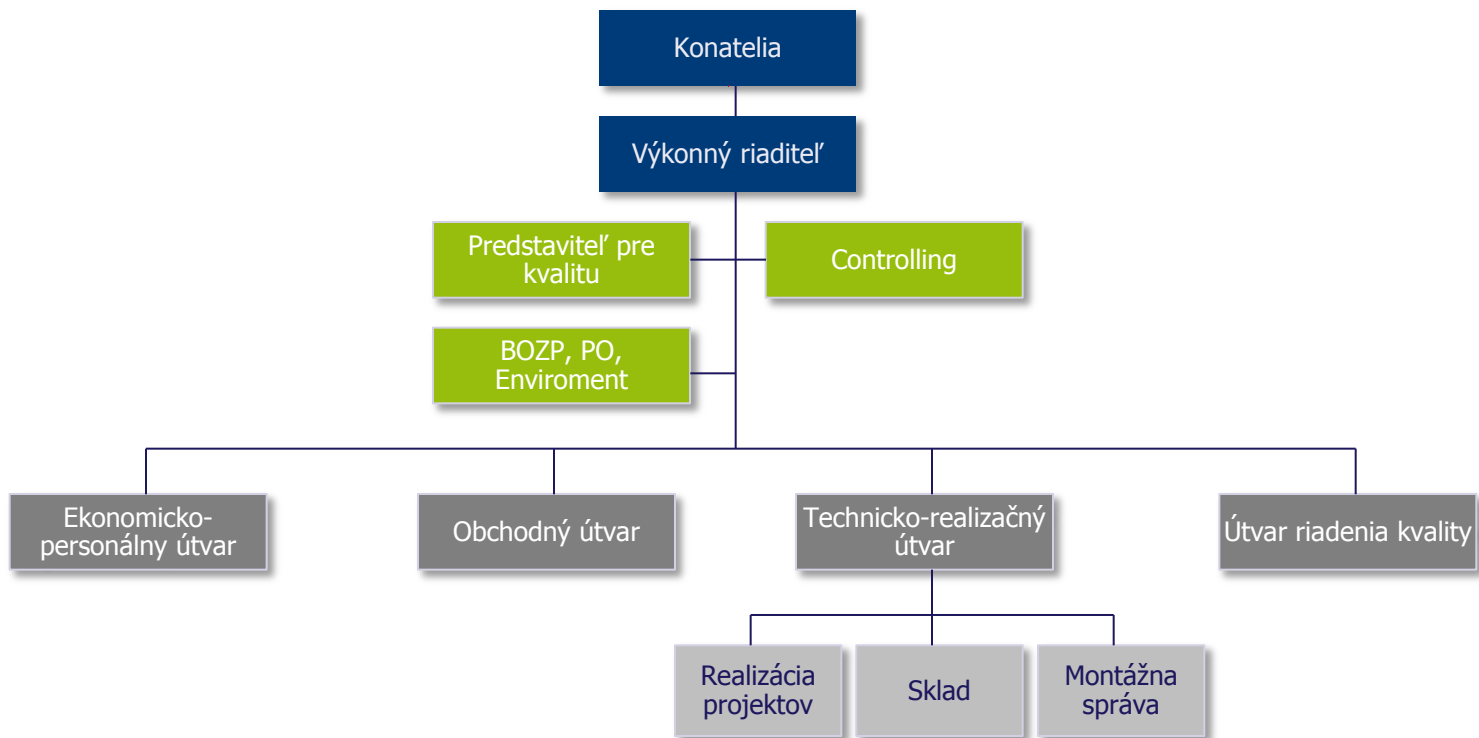 Konatelia
Výkonný riaditeľ
Predstaviteľ pre
kvalitu
Controlling
BOZP, PO,
Enviroment
Ekonomicko-
personálny útvar
Obchodný útvar
Technicko-realizačný
útvar
Útvar riadenia kvality
Realizácia
projektov
Sklad
Montážna
správa